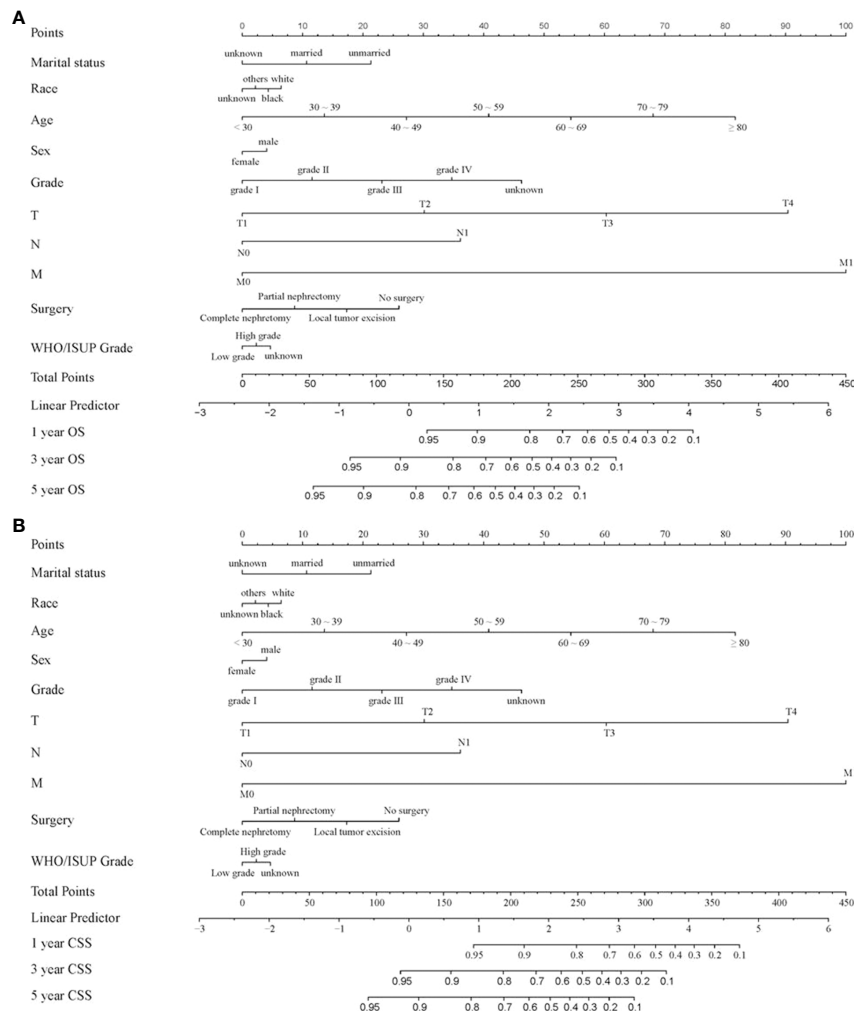 A
Points 0 10 20 30 40 50 60 70 80 90 100
unknown married unmarried
Marital status
others white
Race
unknown black
30 ~ 39 50 ~ 59 70 ~ 79
Age
< 30 40 ~ 49 60 ~ 69 ≥ 80
male
Sex
female
grade II grade IV
Grade
grade I grade III unknown
T2 T4
T
T1 T3
N1
N
N0
M1
M
M0
Partial nephrectomy No surgery
Surgery
Complete nephretomy Local tumor excision
High grade
WHO/ISUP Grade
Low grade unknown
Total Points
0 50 100 150 200 250 300 350 400 450
Linear Predictor
−3 −2 −1 0 1 2 3 4 5 6
1 year OS
0.95 0.9 0.8 0.7 0.6 0.5 0.4 0.3 0.2 0.1
3 year OS
0.95 0.9 0.8 0.7 0.6 0.5 0.4 0.3 0.2 0.1
5 year OS
0.95 0.9 0.8 0.7 0.6 0.5 0.4 0.3 0.2 0.1
B
Points 0 10 20 30 40 50 60 70 80 90 100
unknown married unmarried
Marital status
others white
Race
unknown black
30 ~ 39 50 ~ 59 70 ~ 79
Age
< 30 40 ~ 49 60 ~ 69 ≥ 80
male
Sex
female
grade II grade IV
Grade
grade I grade III unknown
T2 T4
T
T1 T3
N1
N
N0
M
M
M0
Partial nephrectomy No surgery
Surgery
Complete nephretomy Local tumor excision
High grade
WHO/ISUP Grade
Low grade unknown
Total Points
0 50 100 150 200 250 300 350 400 450
Linear Predictor
−3 −2 −1 0 1 2 3 4 5 6
1 year CSS
0.95 0.9 0.8 0.7 0.6 0.5 0.4 0.3 0.2 0.1
3 year CSS
0.95 0.9 0.8 0.7 0.6 0.5 0.4 0.3 0.2 0.1
5 year CSS
0.95 0.9 0.8 0.7 0.6 0.5 0.4 0.3 0.2 0.1